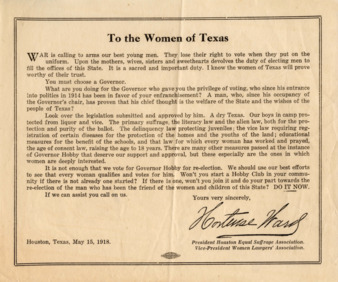 To the Women of Texas
WAR is calling to arms our best young men. They lose their right to vote when they put on the
uniform. Upon the mothers, wives, sisters and sweethearts devolves the duty of electing men to
fill the offices of this State. It is a sacred and important duty. I know the women of Texas will prove
worthy of their trust.
You must choose a Governor.
What are you doing for the Governor who gave you the privilege of voting, who since his entrance
into politics in 1914 has been in favor of your enfranchisement? A man, who, since his occupancy of
the Governor's chair, has proven that his chief thought is the welfare of the State and the wishes of the
people of Texas?
Look over the legislation submitted and approved by him. A dry Texas. Our boys in camp pro-
tected from liquor and vice. The primary suffrage, the literacy law and the alien law, both for the pro-
tection and purity of the ballot. The delinquency law protecting juveniles, the vice law requiring reg-
istration of certain diseases for the protection of the homes and the youths of the land; educational
measures for the benefit of the schools, and that law for which every woman has worked and prayed,
the age of consent law, raising the age to 18 years. There are many other measures passed at the instance
of Governor Hobby that deserve our support and approval, but these especially are the ones in which
women are deeply interested.
It is not enough that we vote for Governor Hobby for re-election. We should use our best efforts
to see that every woman qualifies and votes for him. Won't you start a Hobby Club in your com-
munity if there is not already one started? If there is one, won't you join it and do your part towards the
re-election of the man who has been the friend of the women and children of this State? DO IT NOW.
If we can assist you call on us.
Yours very sincerely,
Hortense Ward
Houston, Texas, May 15, 1918.
President Houston Equal Suffrage Association.
Vice-President Women Lawyers' Association.